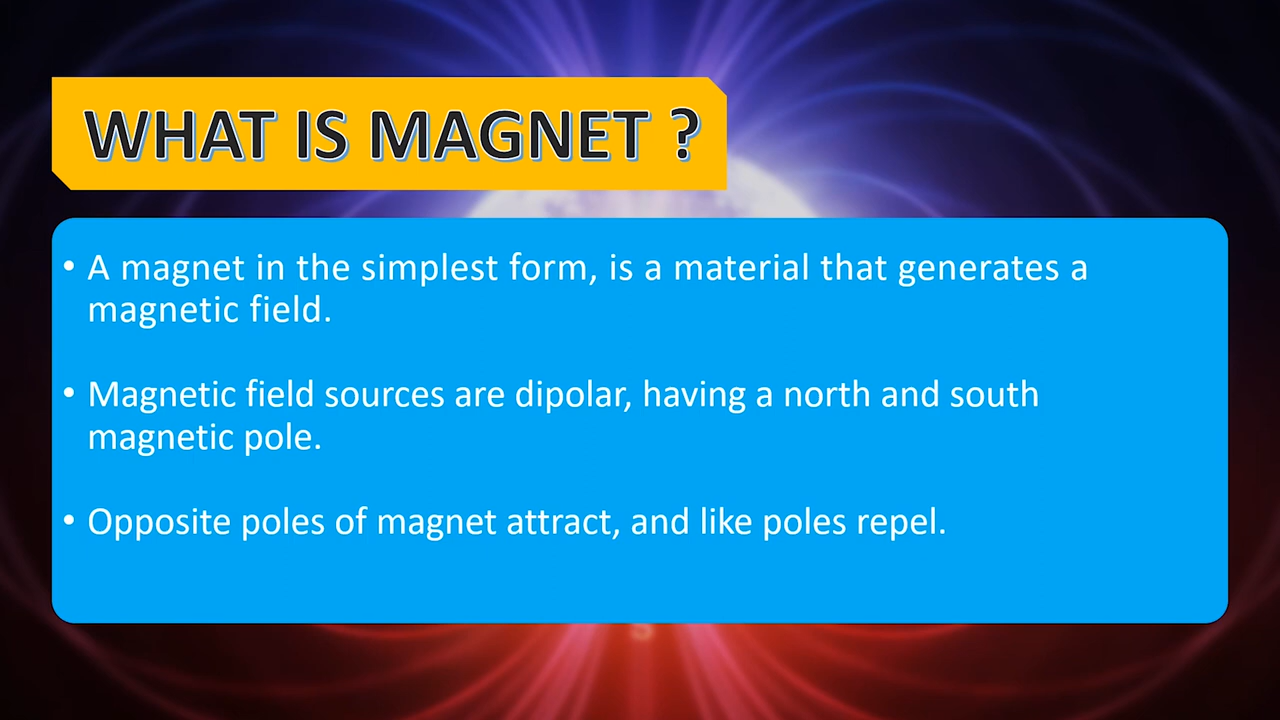 WHAT IS MAGNET ?
• A magnet in the simplest form, is a material that generates a
magnetic field.
• Magnetic field sources are dipolar, having a north and south
magnetic pole.
• Opposite poles of magnet attract, and like poles repel.
S